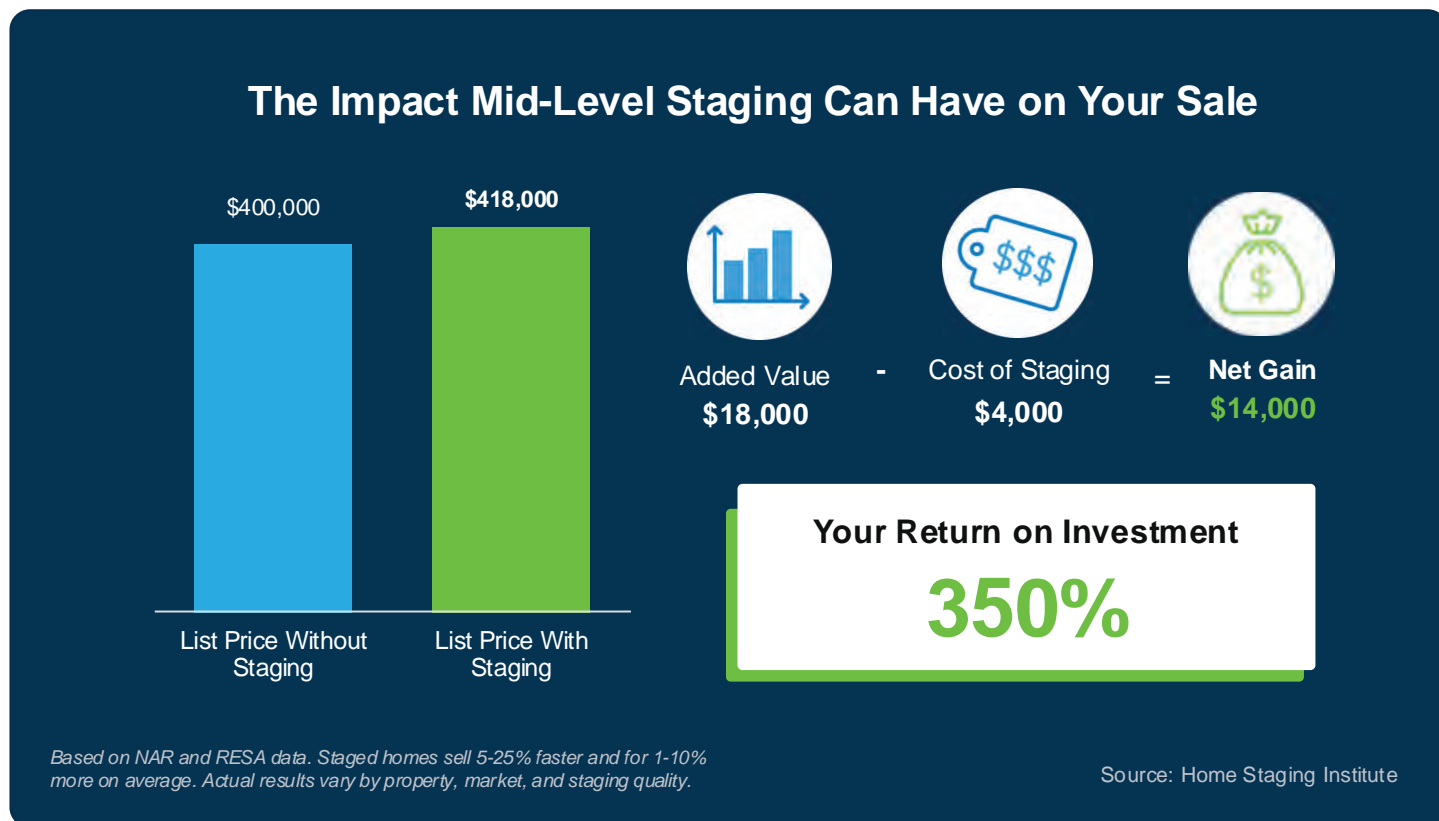 The Impact Mid-Level Staging Can Have on Your Sale
$400,000
$418,000
List Price Without
Staging
List Price With
Staging
$$$
$
Added Value
$18,000
-
Cost of Staging
$4,000
=
Net Gain
$14,000
Your Return on Investment
350%
Based on NAR and RESA data. Staged homes sell 5-25% faster and for 1-10%
more on average. Actual results vary by property, market, and staging quality.
Source: Home Staging Institute